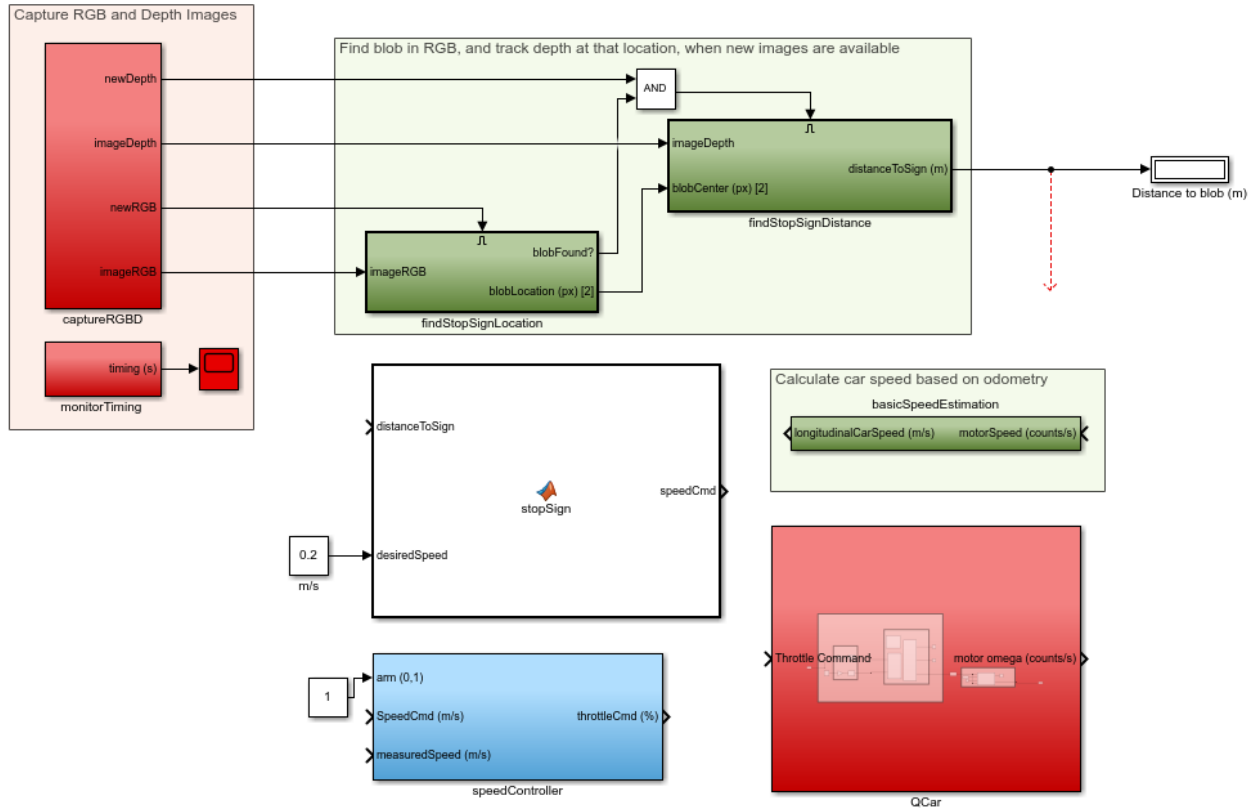 Capture RGB and Depth Images
newDepth
imageDepth
newRGB
imageRGB
captureRGBD
timing (s)
monitorTiming
Find blob in RGB, and track depth at that location, when new images are available
AND
imageDepth
blobCenter (px) [2]
distanceToSign (m)
findStopSignDistance
imageRGB
blobFound?
blobLocation (px) [2]
findStopSignLocation
Distance to blob (m)
distanceToSign
desiredSpeed
stopSign
speedCmd
0.2
m/s
Calculate car speed based on odometry
basicSpeedEstimation
longitudinalCarSpeed (m/s)
motorSpeed (counts/s)
1
arm (0,1)
SpeedCmd (m/s)
measuredSpeed (m/s)
throttleCmd (%)
speedController
Throttle Command
motor omega (counts/s)
QCar